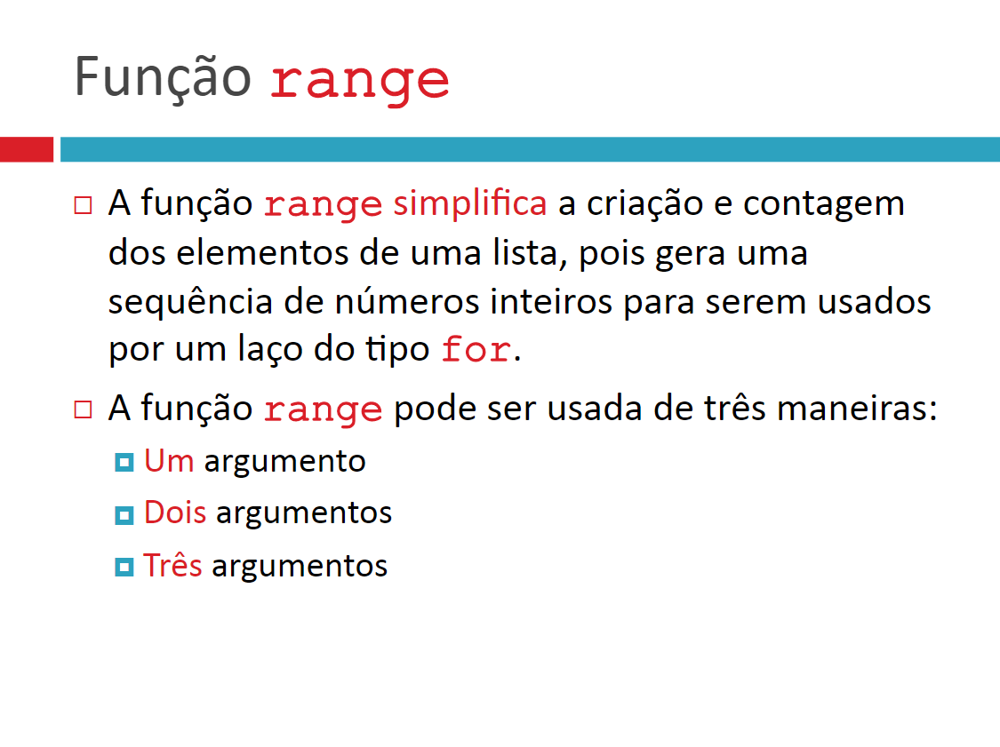 Função range
A função range simplifica a criação e contagem
dos elementos de uma lista, pois gera uma
sequência de números inteiros para serem usados
por um laço do tipo for.
A função range pode ser usada de três maneiras:
Um argumento
Dois argumentos
Três argumentos